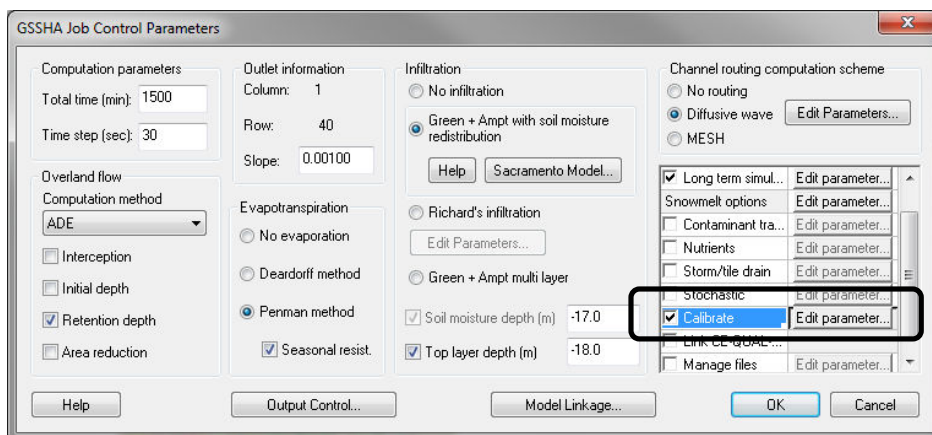 GSSHA Job Control Parameters
Computation parameters
Total time (min): 1500
Time step (sec): 30
Overland flow
Computation method
ADE
Interception
Initial depth
Retention depth
Area reduction
Outlet information
Column: 1
Row: 40
Slope: 0.00100
Evapotranspiration
No evaporation
Deardorff method
Penman method
Seasonal resist.
Infiltration
No infiltration
Green + Ampt with soil moisture
redistribution
Help Sacramento Model...
Richard's infiltration
Edit Parameters...
Green + Ampt multi layer
Soil moisture depth (m) -17.0
Top layer depth (m) -18.0
Channel routing computation scheme
No routing
Diffusive wave Edit Parameters...
MESH
Long term simul... Edit parameter...
Snowmelt options Edit parameter...
Contaminant tra... Edit parameter...
Nutrients Edit parameter...
Storm/tile drain Edit parameter...
Stochastic Edit parameter...
Calibrate Edit parameter...
Link CE-QUAL-...
Manage files Edit parameter...
Help Output Control... Model Linkage... OK Cancel